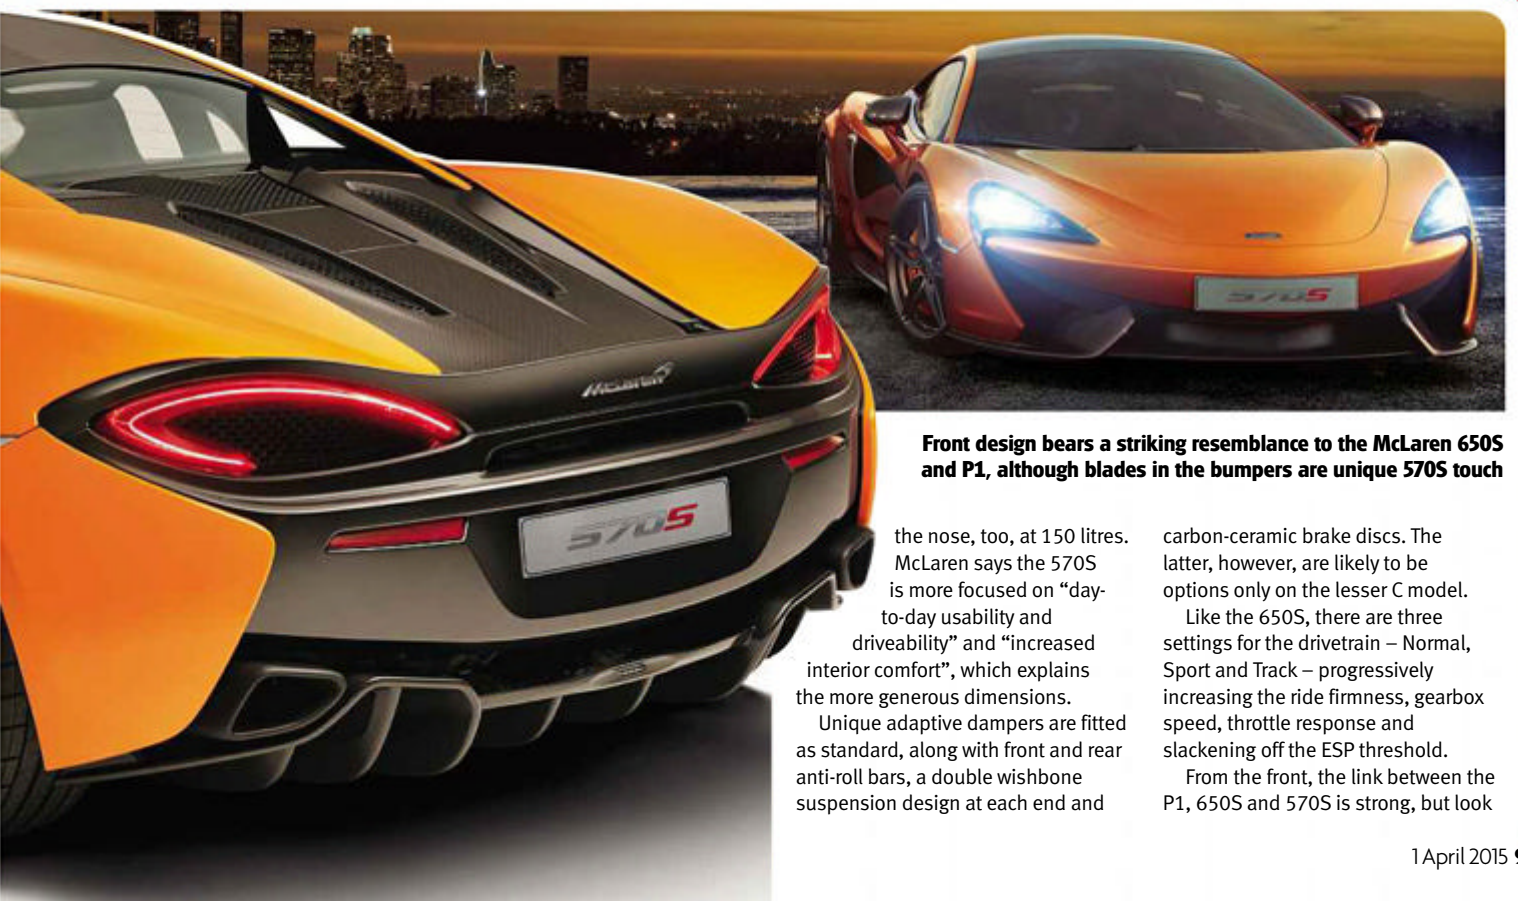 McLaren
570S
570S
Front design bears a striking resemblance to the McLaren 650S
and P1, although blades in the bumpers are unique 570S touch
the nose, too, at 150 litres.
McLaren says the 570S
is more focused on “day-
to-day usability and
driveability” and “increased
interior comfort”, which explains
the more generous dimensions.
Unique adaptive dampers are fitted
as standard, along with front and rear
anti-roll bars, a double wishbone
suspension design at each end and
carbon-ceramic brake discs. The
latter, however, are likely to be
options only on the lesser C model.
Like the 650S, there are three
settings for the drivetrain – Normal,
Sport and Track – progressively
increasing the ride firmness, gearbox
speed, throttle response and
slackening off the ESP threshold.
From the front, the link between the
P1, 650S and 570S is strong, but look
1 April 2015